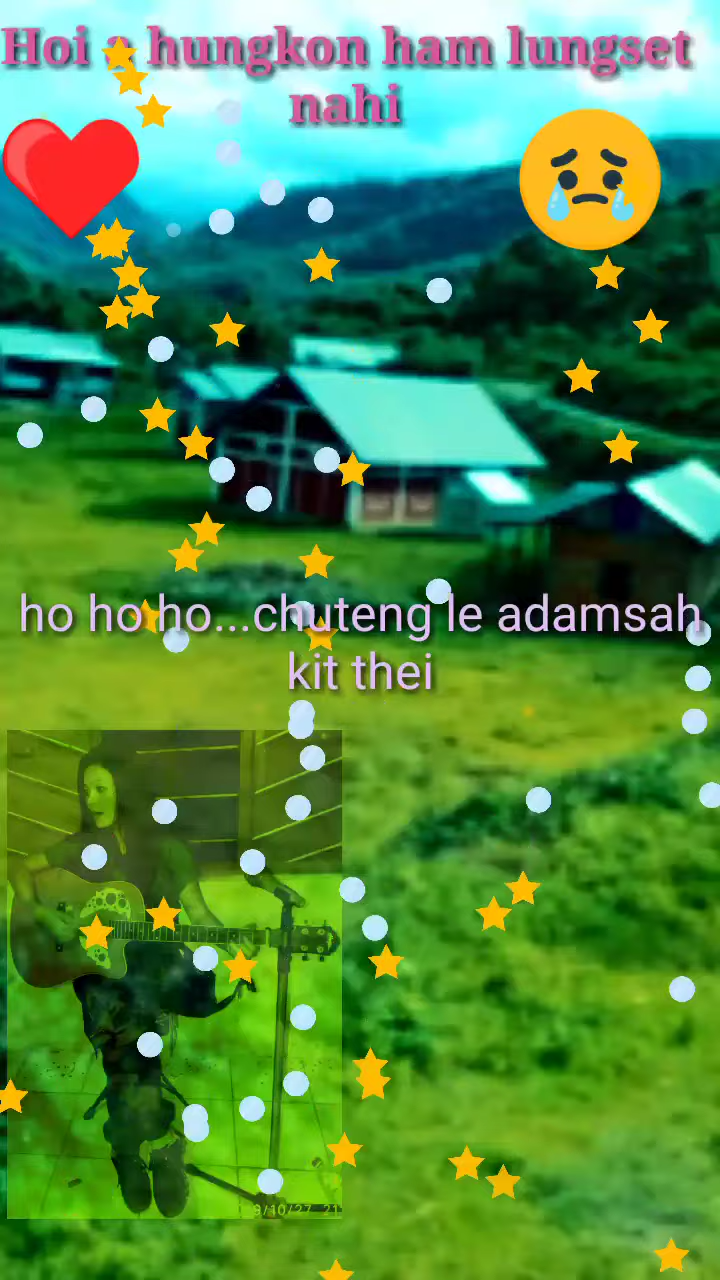 Hoi hungkon ham lungset
nahi
ho ho ho...chuteng le adamsah
kit thei